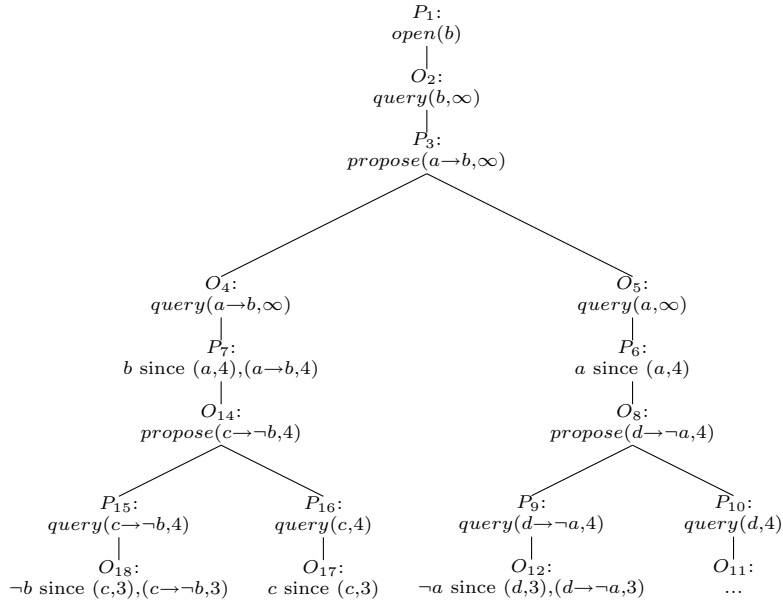 P₁:
open(b)
O₂:
query(b,∞)
P₃:
propose(a→b,∞)
O₄:
query(a→b,∞)
O₅:
query(a,∞)
P₇:
b since (a,4),(a→b,4)
P₆:
a since (a,4)
O₁₄:
propose(c→¬b,4)
O₈:
propose(d→¬a,4)
P₁₅:
query(c→¬b,4)
P₁₆:
query(c,4)
P₉:
query(d→¬a,4)
P₁₀:
query(d,4)
O₁₈:
¬b since (c,3),(c→¬b,3)
O₁₇:
c since (c,3)
O₁₂:
¬a since (d,3),(d→¬a,3)
O₁₁:
...